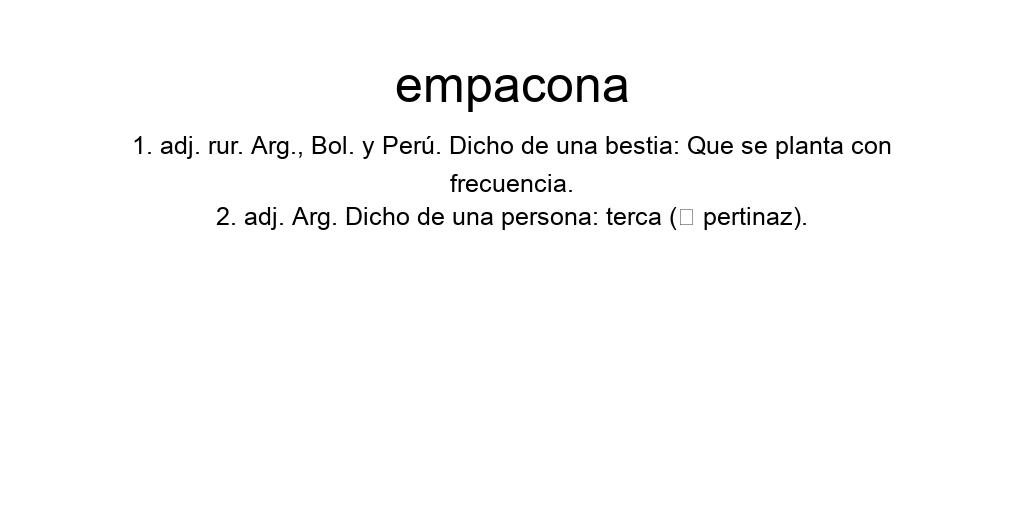 empacona
1. adj. rur. Arg., Bol. y Perú. Dicho de una bestia: Que se planta con
frecuencia.
2. adj. Arg. Dicho de una persona: terca (□ pertinaz).